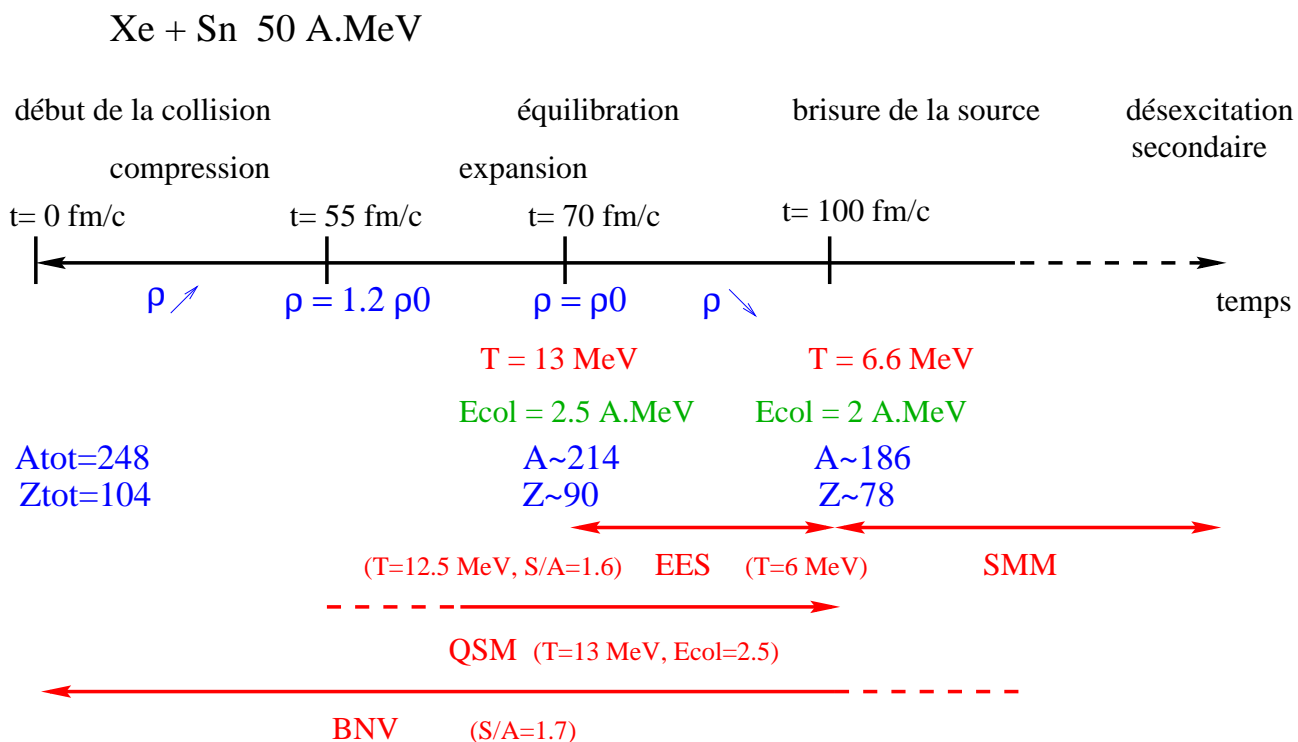 Xe + Sn 50 A.MeV
début de la collision équilibration brisure de la source désexcitation
secondaire
compression expansion
t= 0 fm/c t= 55 fm/c t= 70 fm/c t= 100 fm/c
ρ ↗ ρ = 1.2 ρ0 ρ = ρ0 ρ ↘ temps
T = 13 MeV T = 6.6 MeV
Ecol = 2.5 A.MeV Ecol = 2 A.MeV
Atot=248 A~214 A~186
Ztot=104 Z~90 Z~78
(T=12.5 MeV, S/A=1.6) EES (T=6 MeV) SMM
QSM (T=13 MeV, Ecol=2.5)
BNV (S/A=1.7)